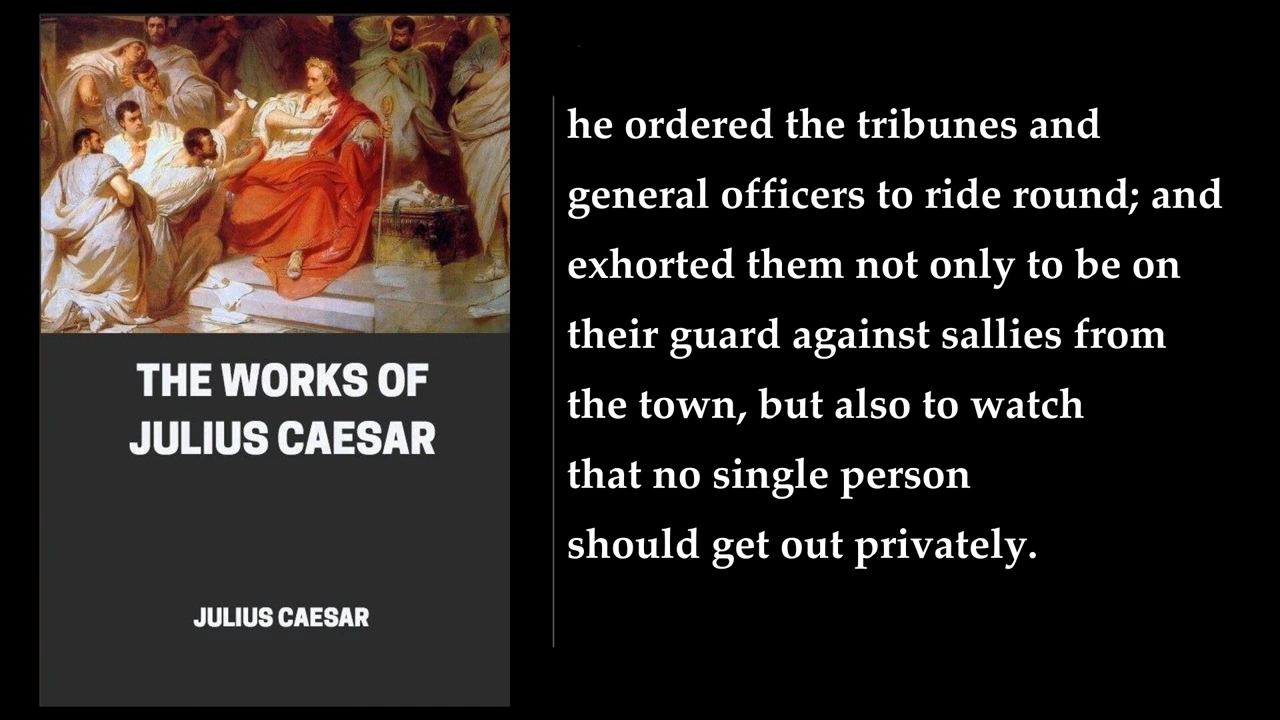 THE WORKS OF
JULIUS CAESAR
JULIUS CAESAR
he ordered the tribunes and
general officers to ride round; and
exhorted them not only to be on
their guard against sallies from
the town, but also to watch
that no single person
should get out privately.